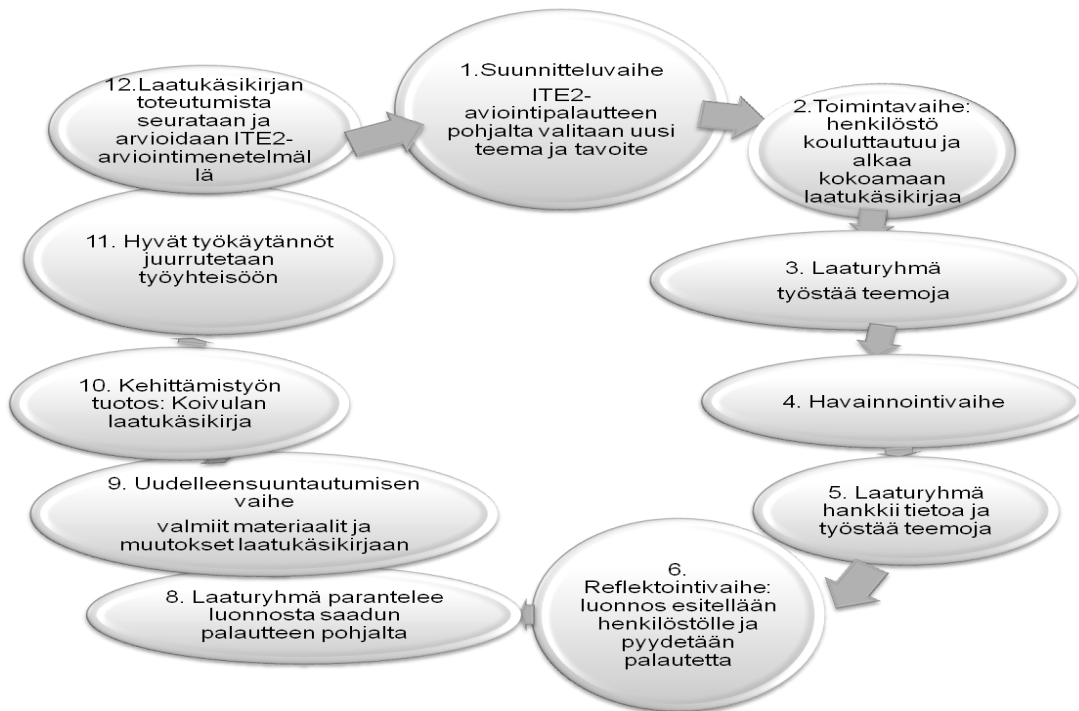 1.Suunnitteluvaihe
ITE2-
aviointipalautteen
pohjalta valitaan uusi
teema ja tavoite
2.Toimintavaihe:
henkilöstö
kouluttautuu ja
alkaa
kokoamaan
laatukäsikirjaa
3. Laaturyhmä
työstää teemoja
4. Havainnointivaihe
5. Laaturyhmä
hankkii tietoa ja
työstää teemoja
6.
Reflektointivaihe:
luonnos esitellään
henkilöstölle ja
pyydetään
palautetta
8. Laaturyhmä parantelee
luonnosta saadun
palautteen pohjalta
9. Uudelleensuuntautumisen
vaihe
valmiit materiaalit ja
muutokset laatukäsikirjaan
10. Kehittämistyön
tuotos: Koivulan
laatukäsikirja
11. Hyvät työkäytännöt
juurrutetaan
työyhteisöön
12.Laatukäsikirjan
toteutumista
seurataan ja
arvioidaan ITE2-
arviointimenetelmäl
lä